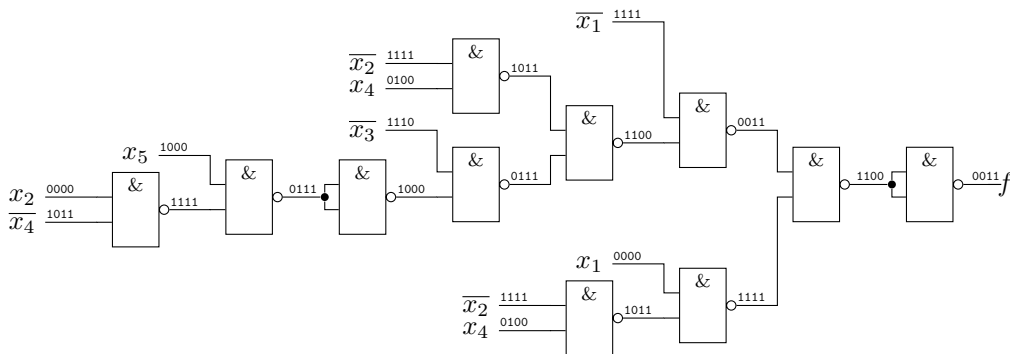 x̅₁ 1111
&
x̅₂ 1111
x₄ 0100
1011
&
x̅₃ 1110
1100
&
0011
x₅ 1000
&
0111
&
1100
&
0011 f
x₂ 0000
x̅₄ 1011
&
1111
&
0111
&
1000
x₁ 0000
&
1111
x̅₂ 1111
x₄ 0100
&
1011